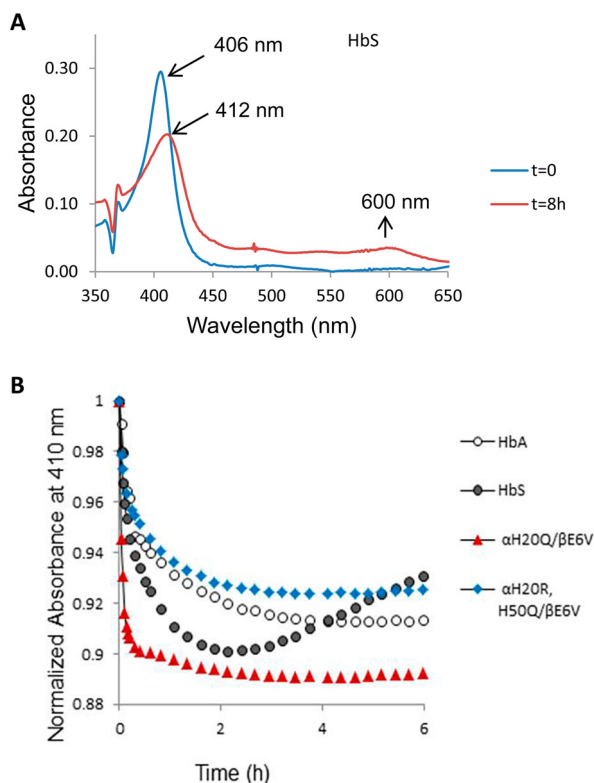 A
HbS
406 nm
412 nm
600 nm
Absorbance
0.30
0.20
0.10
0.00
350 400 450 500 550 600 650
Wavelength (nm)
t=0
t=8h
B
Normalized Absorbance at 410 nm
1
0.98
0.96
0.94
0.92
0.9
0.88
0 2 4 6
Time (h)
HbA
HbS
αH20Q/βE6V
αH20R,
H50Q/βE6V